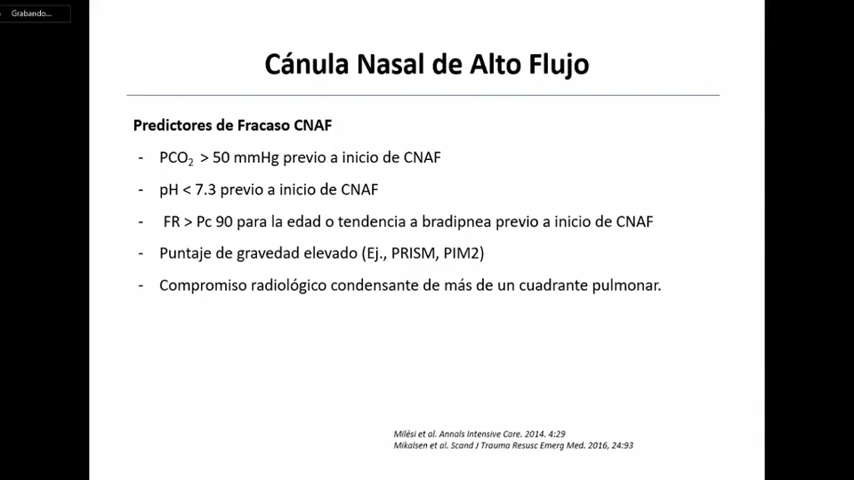 Grabando...
Cánula Nasal de Alto Flujo
Predictores de Fracaso CNAF
- PCO₂ > 50 mmHg previo a inicio de CNAF
- pH < 7.3 previo a inicio de CNAF
- FR > Pc 90 para la edad o tendencia a bradipnea previo a inicio de CNAF
- Puntaje de gravedad elevado (Ej., PRISM, PIM2)
- Compromiso radiológico condensante de más de un cuadrante pulmonar.
Milési et al. Annals Intensive Care. 2014. 4:29
Mikalsen et al. Scand J Trauma Resusc Emerg Med. 2016, 24:93